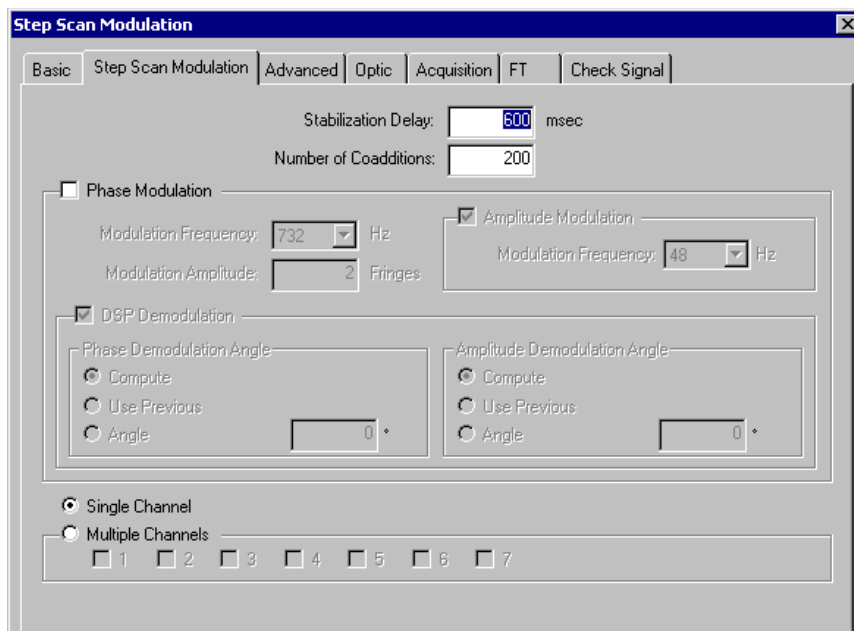 Step Scan Modulation
Basic Step Scan Modulation Advanced Optic Acquisition FT Check Signal
Stabilization Delay: 600 msec
Number of Coadditions: 200
Phase Modulation
Modulation Frequency: 732 Hz
Modulation Amplitude: 2 Fringes
Amplitude Modulation
Modulation Frequency: 48 Hz
DSP Demodulation
Phase Demodulation Angle
Compute
Use Previous
Angle 0 °
Amplitude Demodulation Angle
Compute
Use Previous
Angle 0 °
Single Channel
Multiple Channels
1 2 3 4 5 6 7